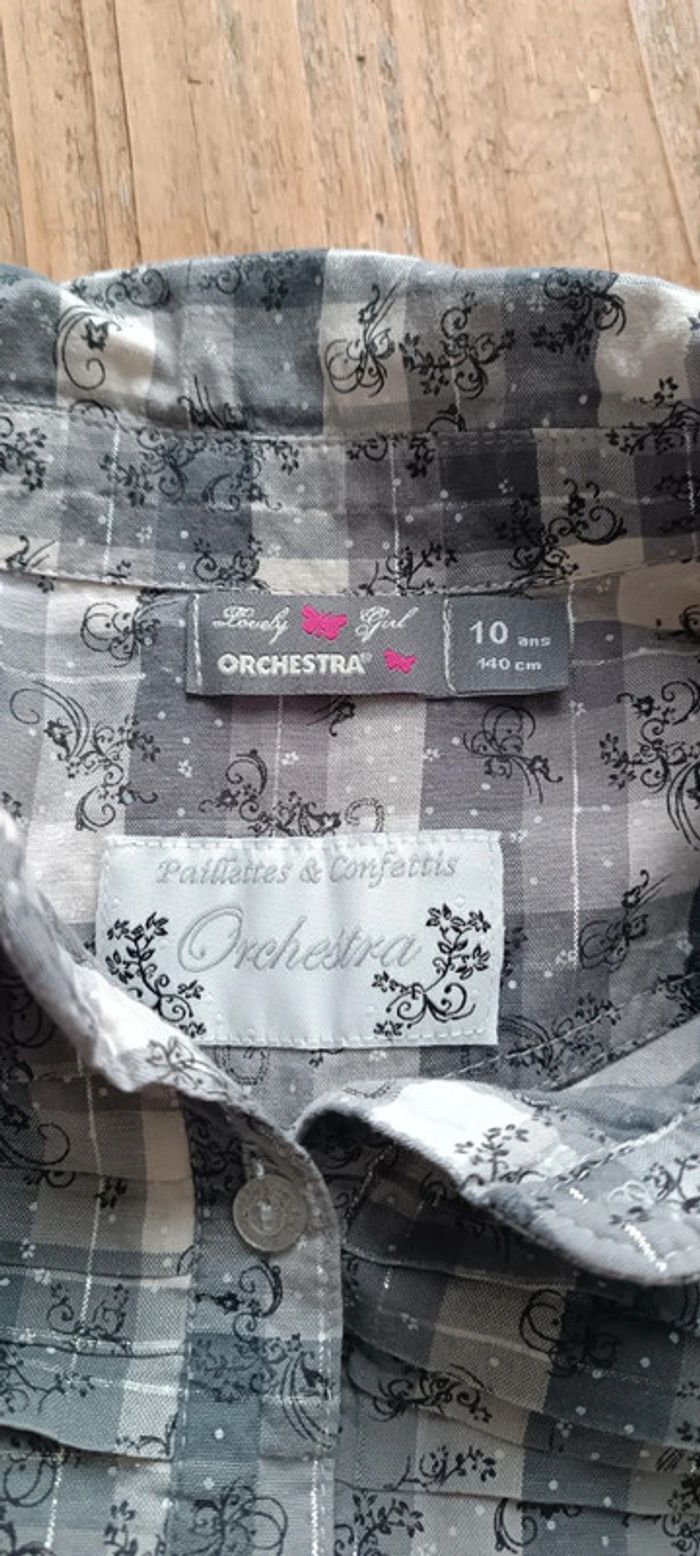 Lovely Girl
ORCHESTRA®
10 ans
140 cm
Paillettes & Confettis
Orchestra